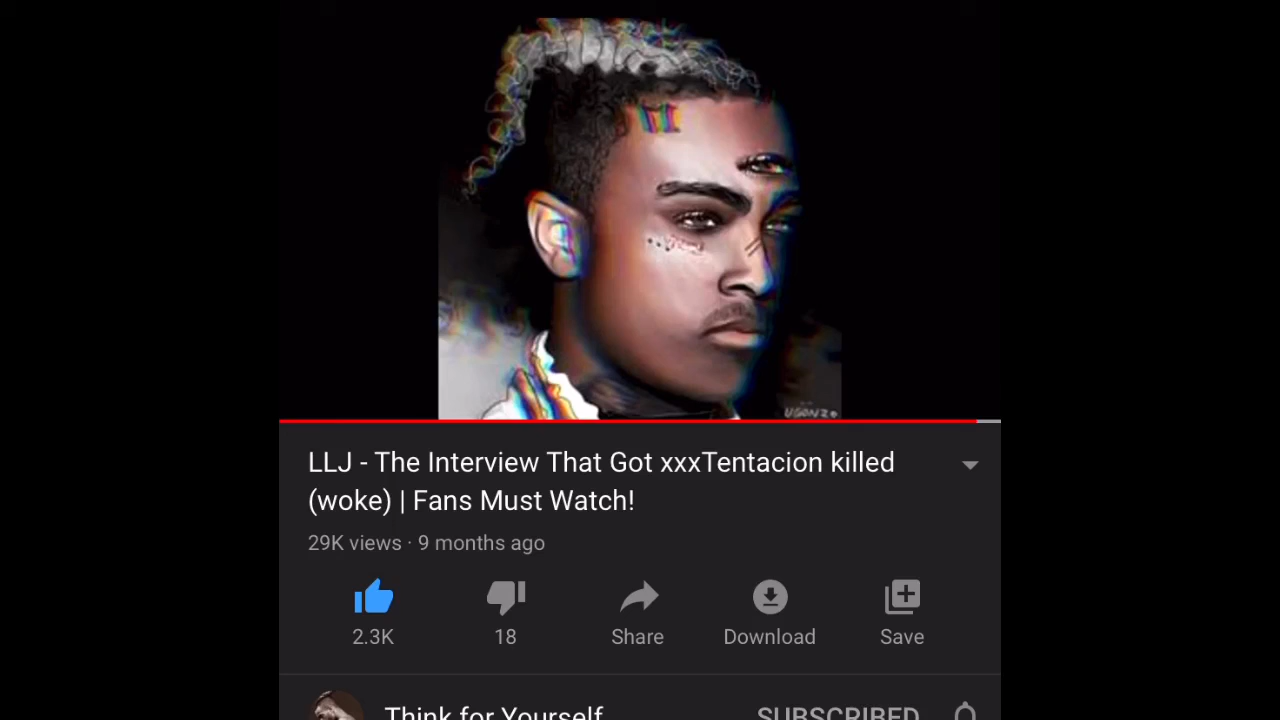 UGONZO
LLJ - The Interview That Got xxxTentacion killed
(woke) | Fans Must Watch!
29K views · 9 months ago
2.3K
18
Share
Download
Save
Think for Yourself
SUBSCRIBED